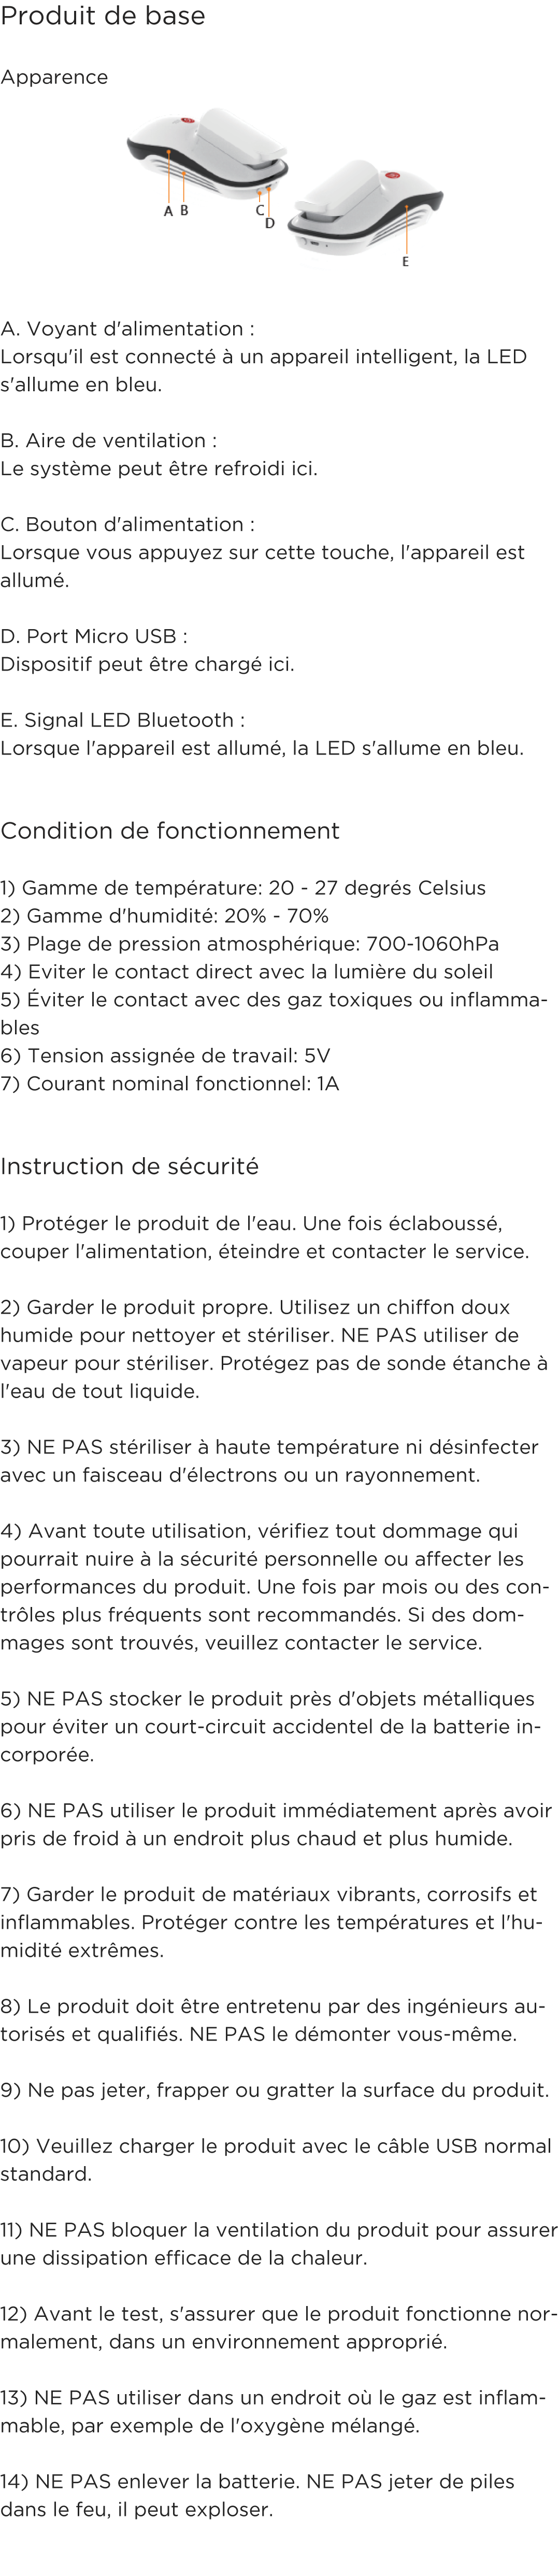 Produit de base
Apparence
A B
C
D
E
A. Voyant d'alimentation :
Lorsqu'il est connecté à un appareil intelligent, la LED
s'allume en bleu.
B. Aire de ventilation :
Le système peut être refroidi ici.
C. Bouton d'alimentation :
Lorsque vous appuyez sur cette touche, l'appareil est
allumé.
D. Port Micro USB :
Dispositif peut être chargé ici.
E. Signal LED Bluetooth :
Lorsque l'appareil est allumé, la LED s'allume en bleu.
Condition de fonctionnement
1) Gamme de température: 20 - 27 degrés Celsius
2) Gamme d'humidité: 20% - 70%
3) Plage de pression atmosphérique: 700-1060hPa
4) Eviter le contact direct avec la lumière du soleil
5) Éviter le contact avec des gaz toxiques ou inflamma-
bles
6) Tension assignée de travail: 5V
7) Courant nominal fonctionnel: 1A
Instruction de sécurité
1) Protéger le produit de l'eau. Une fois éclaboussé,
couper l'alimentation, éteindre et contacter le service.
2) Garder le produit propre. Utilisez un chiffon doux
humide pour nettoyer et stériliser. NE PAS utiliser de
vapeur pour stériliser. Protégez pas de sonde étanche à
l'eau de tout liquide.
3) NE PAS stériliser à haute température ni désinfecter
avec un faisceau d'électrons ou un rayonnement.
4) Avant toute utilisation, vérifiez tout dommage qui
pourrait nuire à la sécurité personnelle ou affecter les
performances du produit. Une fois par mois ou des con-
trôles plus fréquents sont recommandés. Si des dom-
mages sont trouvés, veuillez contacter le service.
5) NE PAS stocker le produit près d'objets métalliques
pour éviter un court-circuit accidentel de la batterie in-
corporée.
6) NE PAS utiliser le produit immédiatement après avoir
pris de froid à un endroit plus chaud et plus humide.
7) Garder le produit de matériaux vibrants, corrosifs et
inflammables. Protéger contre les températures et l'hu-
midité extrêmes.
8) Le produit doit être entretenu par des ingénieurs au-
torisés et qualifiés. NE PAS le démonter vous-même.
9) Ne pas jeter, frapper ou gratter la surface du produit.
10) Veuillez charger le produit avec le câble USB normal
standard.
11) NE PAS bloquer la ventilation du produit pour assurer
une dissipation efficace de la chaleur.
12) Avant le test, s'assurer que le produit fonctionne nor-
malement, dans un environnement approprié.
13) NE PAS utiliser dans un endroit où le gaz est inflam-
mable, par exemple de l'oxygène mélangé.
14) NE PAS enlever la batterie. NE PAS jeter de piles
dans le feu, il peut exploser.